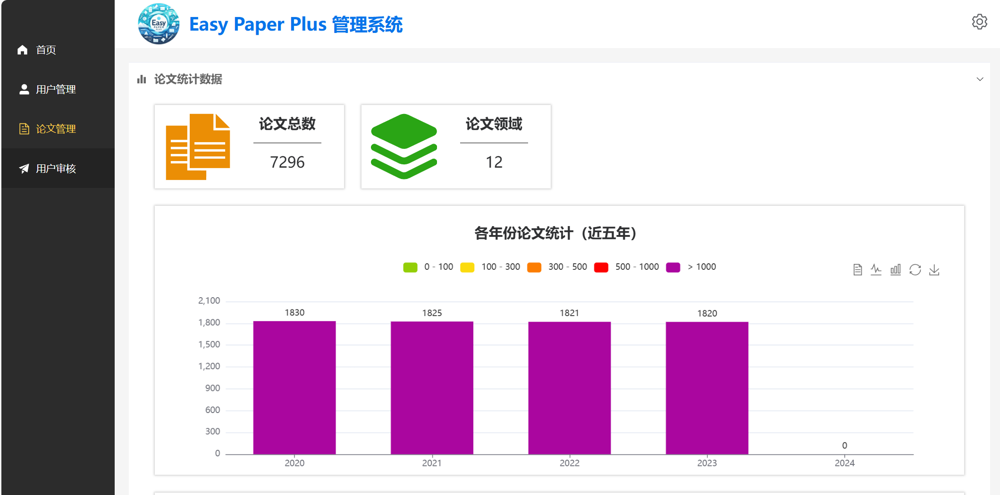 Easy
PAPER
PLUS
Easy Paper Plus 管理系统
首页
用户管理
论文管理
用户审核
论文统计数据
论文总数
7296
论文领域
12
各年份论文统计（近五年）
0 - 100
100 - 300
300 - 500
500 - 1000
> 1000
2,100
1,800
1,500
1,200
900
600
300
0
1830
1825
1821
1820
0
2020
2021
2022
2023
2024